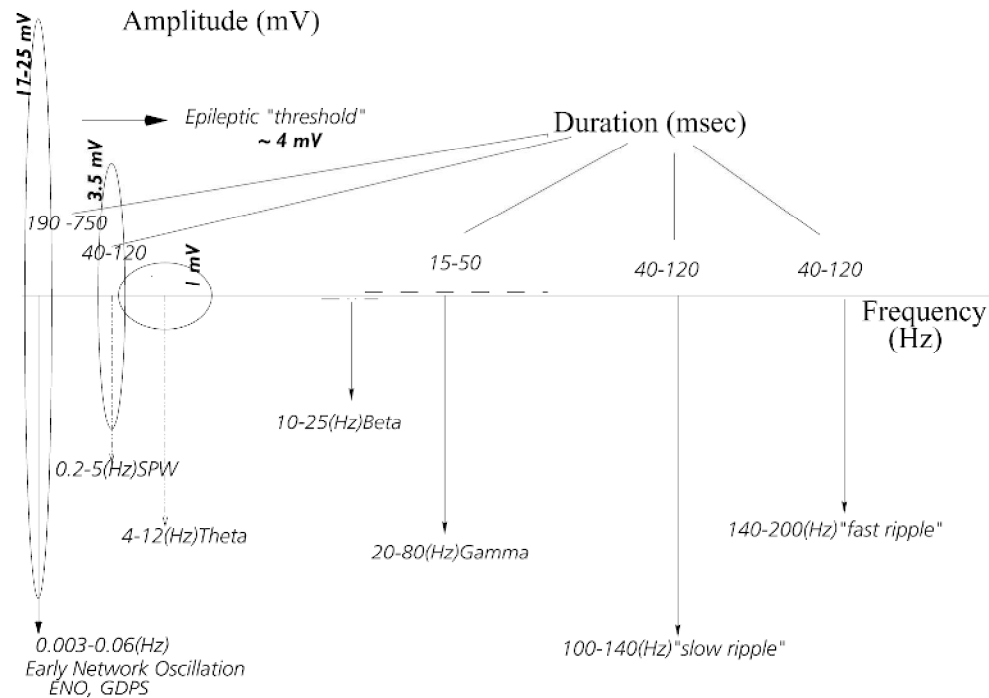 Amplitude (mV)
17-25 mV
Epileptic "threshold"
~ 4 mV
Duration (msec)
3.5 mV
190 -750
40-120
1 mV
15-50
40-120
40-120
Frequency
(Hz)
10-25(Hz)Beta
0.2-5(Hz)SPW
4-12(Hz)Theta
20-80(Hz)Gamma
140-200(Hz)"fast ripple"
0.003-0.06(Hz)
100-140(Hz)"slow ripple"
Early Network Oscillation
ENO, GDPS